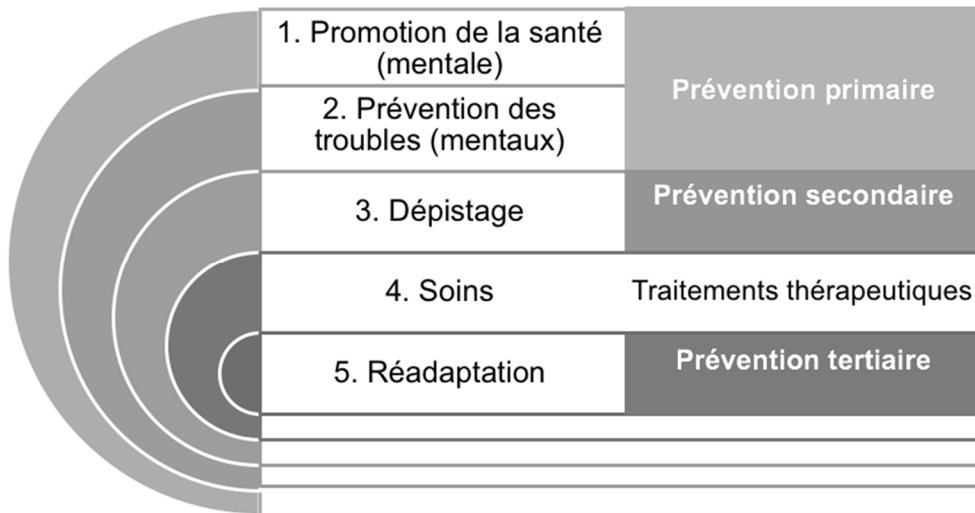 1. Promotion de la santé
(mentale)
Prévention primaire
2. Prévention des
troubles (mentaux)
3. Dépistage
Prévention secondaire
4. Soins
Traitements thérapeutiques
5. Réadaptation
Prévention tertiaire